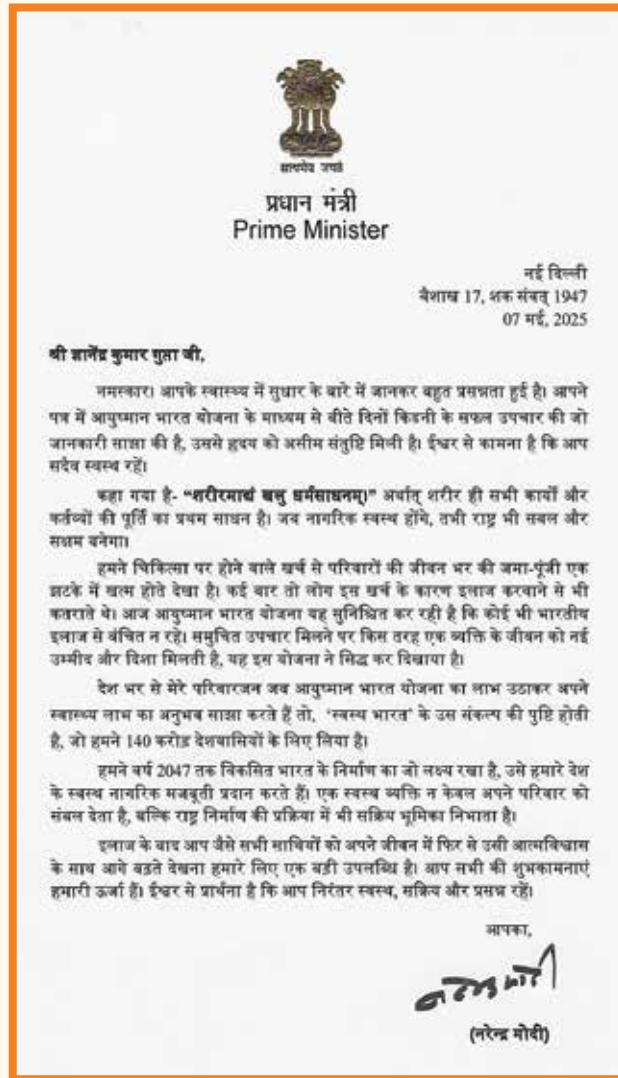 सत्यमेव जयते
प्रधान मंत्री
Prime Minister
नई दिल्ली
वैशाख 17, शक संवत् 1947
07 मई, 2025
श्री ज्ञानेंद्र कुमार गुप्ता जी,
नमस्कार। आपके स्वास्थ्य में सुधार के बारे में जानकर बहुत प्रसन्नता हुई है। आपने
पत्र में आयुष्मान भारत योजना के माध्यम से बीते दिनों किडनी के सफल उपचार की जो
जानकारी साझा की है, उससे हृदय को असीम संतुष्टि मिली है। ईश्वर से कामना है कि आप
सदैव स्वस्थ रहें।
कहा गया है- “शरीरमाद्यं खलु धर्मसाधनम्।” अर्थात् शरीर ही सभी कार्यों और
कर्तव्यों की पूर्ति का प्रथम साधन है। जब नागरिक स्वस्थ होंगे, तभी राष्ट्र भी सबल और
सक्षम बनेगा।
हमने चिकित्सा पर होने वाले खर्च से परिवारों की जीवन भर की जमा-पूंजी एक
झटके में खत्म होते देखा है। कई बार तो लोग इस खर्च के कारण इलाज करवाने से भी
कतराते थे। आज आयुष्मान भारत योजना यह सुनिश्चित कर रही है कि कोई भी भारतीय
इलाज से वंचित न रहे। समुचित उपचार मिलने पर किस तरह एक व्यक्ति के जीवन को नई
उम्मीद और दिशा मिलती है, यह इस योजना ने सिद्ध कर दिखाया है।
देश भर से मेरे परिवारजन जब आयुष्मान भारत योजना का लाभ उठाकर अपने
स्वास्थ्य लाभ का अनुभव साझा करते हैं तो, ‘स्वस्थ भारत’ के उस संकल्प की पुष्टि होती
है, जो हमने 140 करोड़ देशवासियों के लिए लिया है।
हमने वर्ष 2047 तक विकसित भारत के निर्माण का जो लक्ष्य रखा है, उसे हमारे देश
के स्वस्थ नागरिक मजबूती प्रदान करते हैं। एक स्वस्थ व्यक्ति न केवल अपने परिवार को
संबल देता है, बल्कि राष्ट्र निर्माण की प्रक्रिया में भी सक्रिय भूमिका निभाता है।
इलाज के बाद आप जैसे सभी साथियों को अपने जीवन में फिर से उसी आत्मविश्वास
के साथ आगे बढ़ते देखना हमारे लिए एक बड़ी उपलब्धि है। आप सभी की शुभकामनाएं
हमारी ऊर्जा हैं। ईश्वर से प्रार्थना है कि आप निरंतर स्वस्थ, सक्रिय और प्रसन्न रहें।
आपका,
नरेन्द्र मोदी
(नरेन्द्र मोदी)